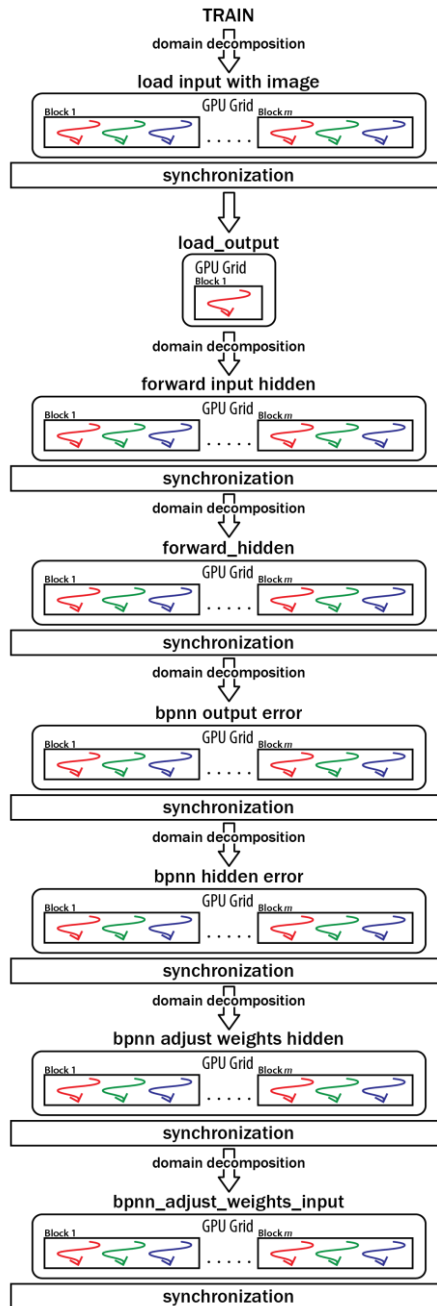 TRAIN
domain decomposition
load input with image
GPU Grid
Block 1 Block m
. . . . .
synchronization
load_output
GPU Grid
Block 1
domain decomposition
forward input hidden
GPU Grid
Block 1 Block m
. . . . .
synchronization
domain decomposition
forward_hidden
GPU Grid
Block 1 Block m
. . . . .
synchronization
domain decomposition
bpnn output error
GPU Grid
Block 1 Block m
. . . . .
synchronization
domain decomposition
bpnn hidden error
GPU Grid
Block 1 Block m
. . . . .
synchronization
domain decomposition
bpnn adjust weights hidden
GPU Grid
Block 1 Block m
. . . . .
synchronization
domain decomposition
bpnn_adjust_weights_input
GPU Grid
Block 1 Block m
. . . . .
synchronization